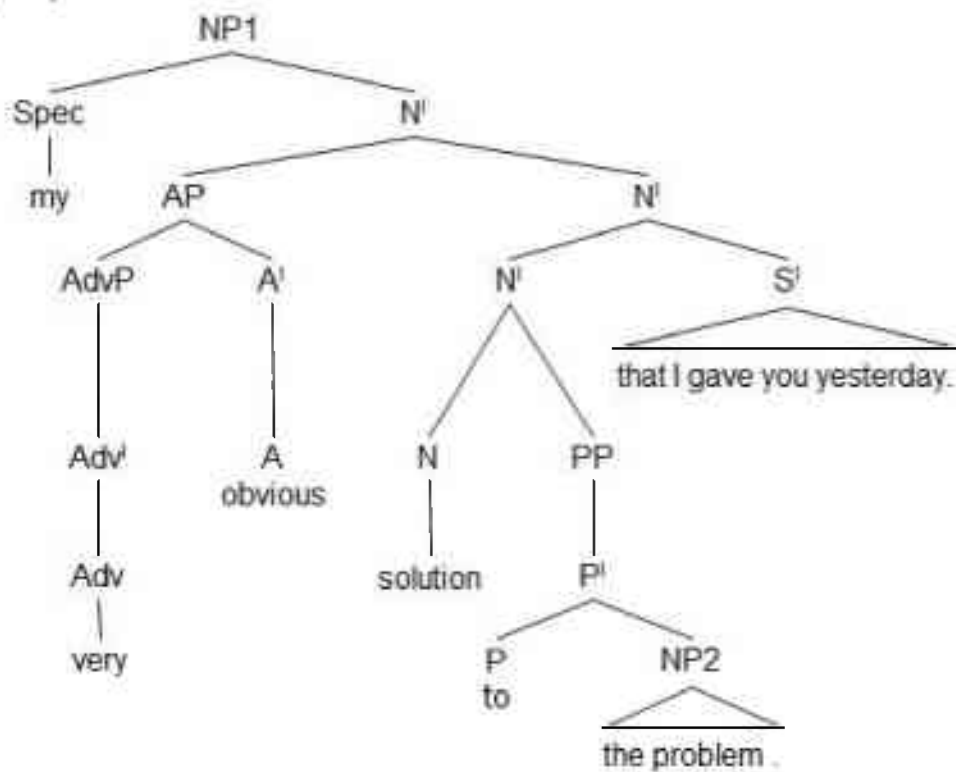 NP1
Spec N'
my AP N'
AdvP A' N' S'
that I gave you yesterday.
Adv' A N PP
obvious
Adv solution P'
very P NP2
to
the problem .